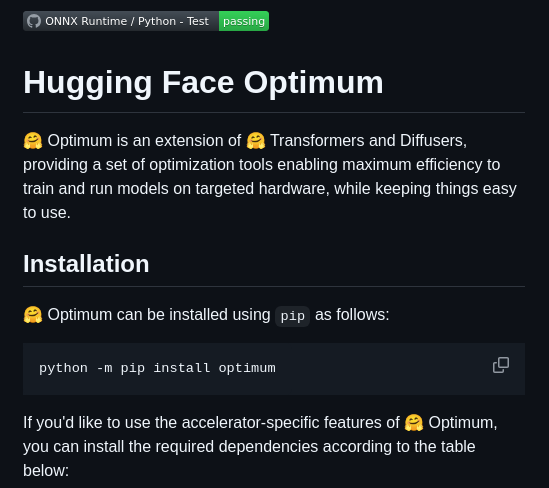 ONNX Runtime / Python - Test passing
Hugging Face Optimum
🤗 Optimum is an extension of 🤗 Transformers and Diffusers,
providing a set of optimization tools enabling maximum efficiency to
train and run models on targeted hardware, while keeping things easy
to use.
Installation
🤗 Optimum can be installed using pip as follows:
python -m pip install optimum
If you'd like to use the accelerator-specific features of 🤗 Optimum,
you can install the required dependencies according to the table
below: